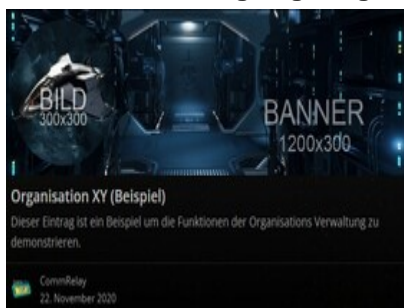 BILD
300x300
BANNER
1200x300
Organisation XY (Beispiel)
Dieser Eintrag ist ein Beispiel um die Funktionen der Organisations Verwaltung zu
demonstrieren.
CommRelay
22. November 2020